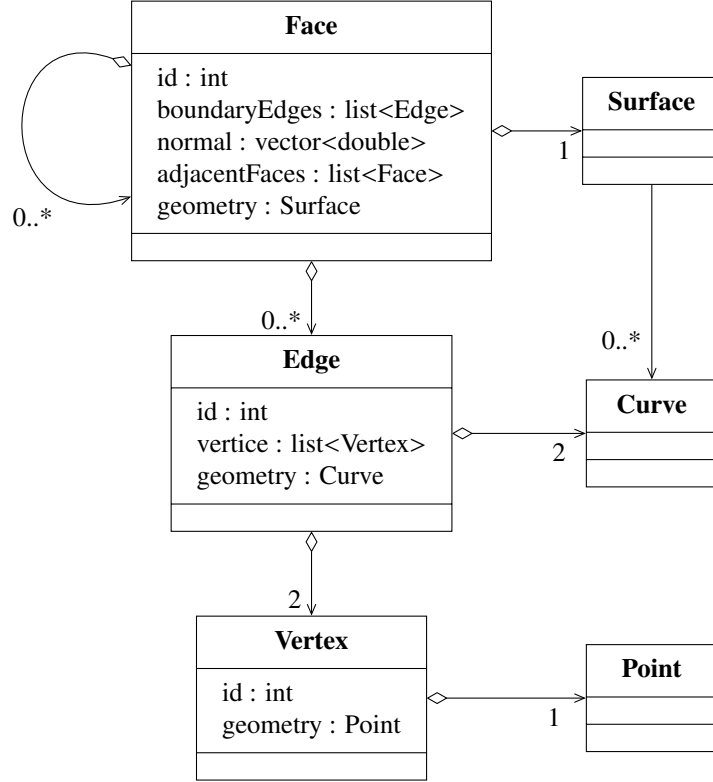 Face
id : int
boundaryEdges : list<Edge>
normal : vector<double>
adjacentFaces : list<Face>
geometry : Surface
0..*
Surface
1
0..*
Edge
id : int
vertice : list<Vertex>
geometry : Curve
0..*
Curve
2
2
Vertex
id : int
geometry : Point
Point
1